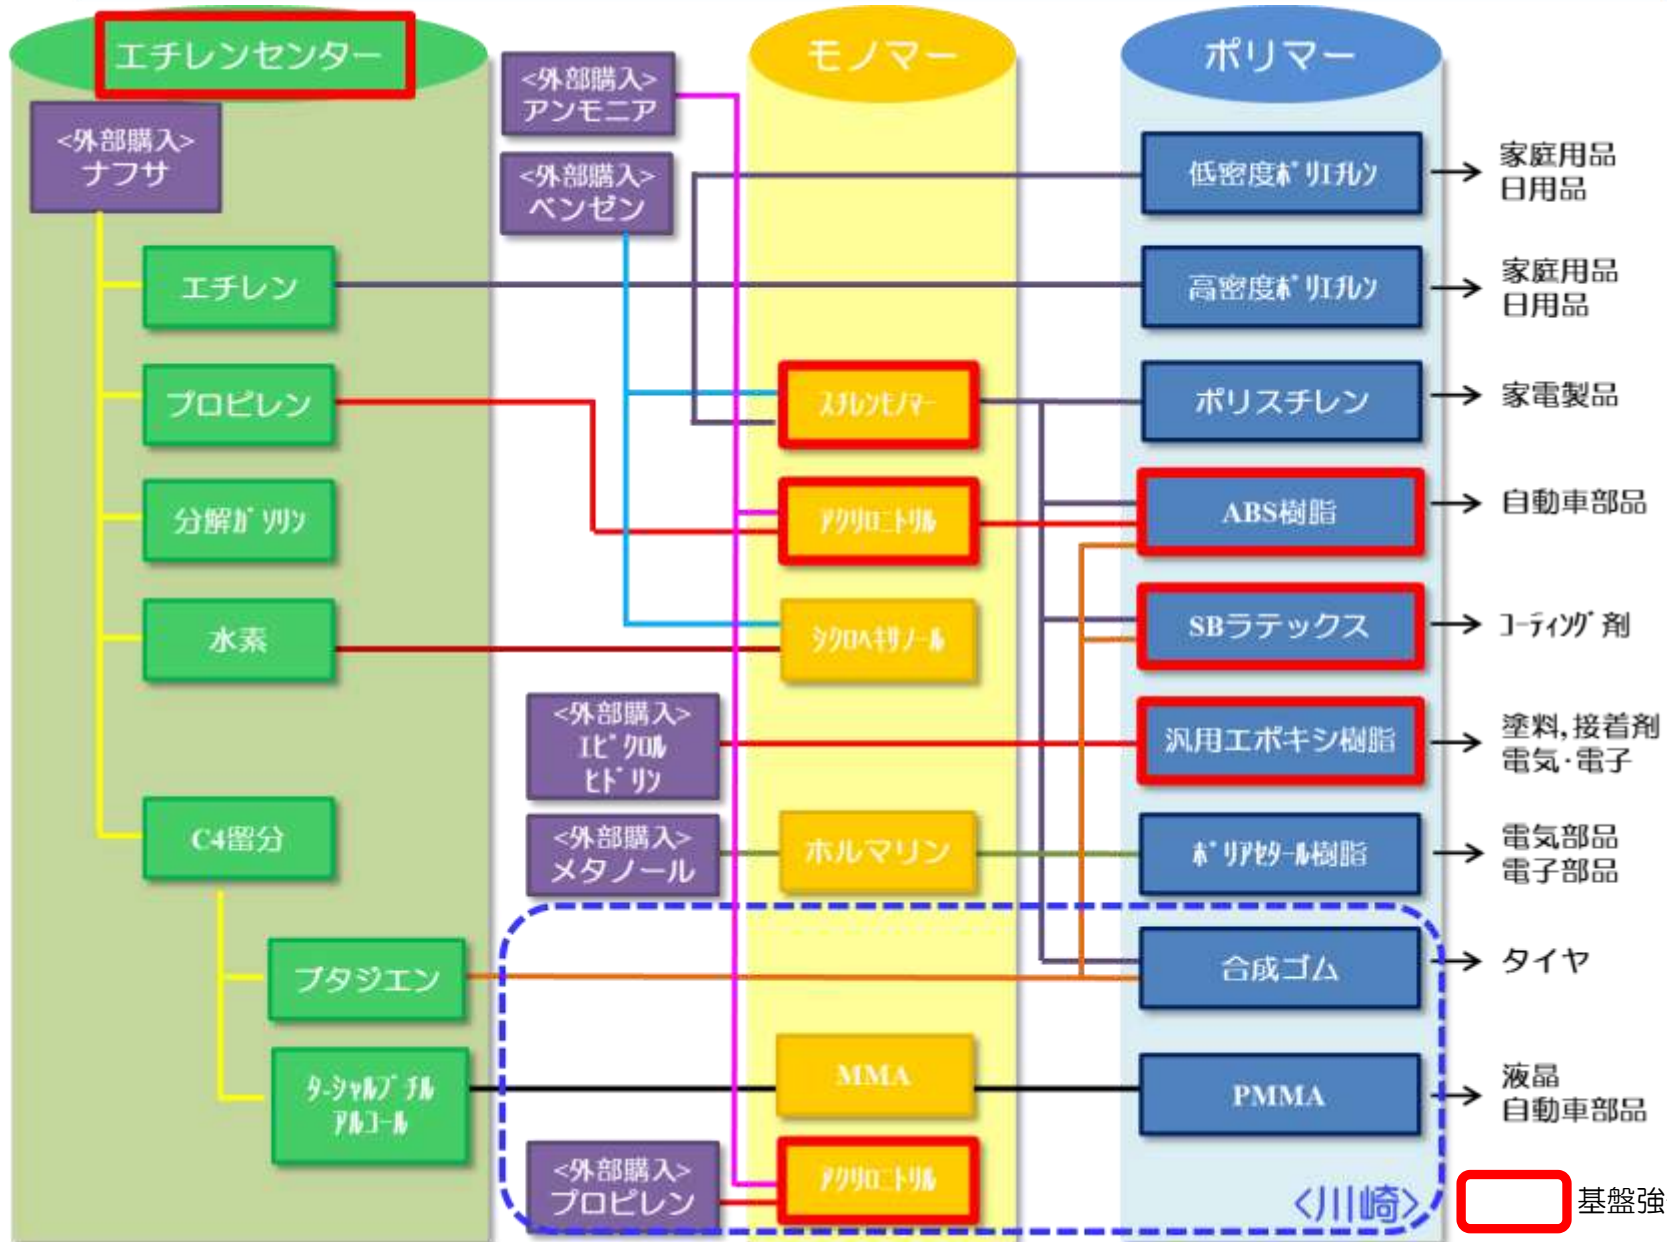 エチレンセンター
モノマー
ポリマー
<外部購入>
ナフサ
<外部購入>
アンモニア
<外部購入>
ベンゼン
エチレン
プロピレン
分解ガソリン
水素
C4留分
ブタジエン
ターシャルブチル
アルコール
スチレンモノマー
アクリロニトリル
シクロヘキサノール
<外部購入>
エピクロル
ヒドリン
<外部購入>
メタノール
ホルマリン
MMA
<外部購入>
プロピレン
アクリロニトリル
低密度ポリエチレン
家庭用品
日用品
高密度ポリエチレン
家庭用品
日用品
ポリスチレン
家電製品
ABS樹脂
自動車部品
SBラテックス
コーティング剤
汎用エポキシ樹脂
塗料,接着剤
電気・電子
ポリアセタール樹脂
電気部品
電子部品
合成ゴム
タイヤ
PMMA
液晶
自動車部品
<川崎>
基盤強